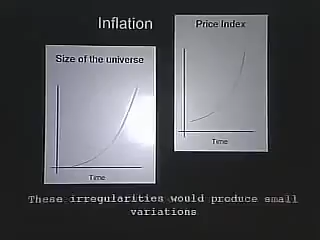 Inflation
Price Index
Size of the universe
Time
Time
These irregularities would produce small
variations